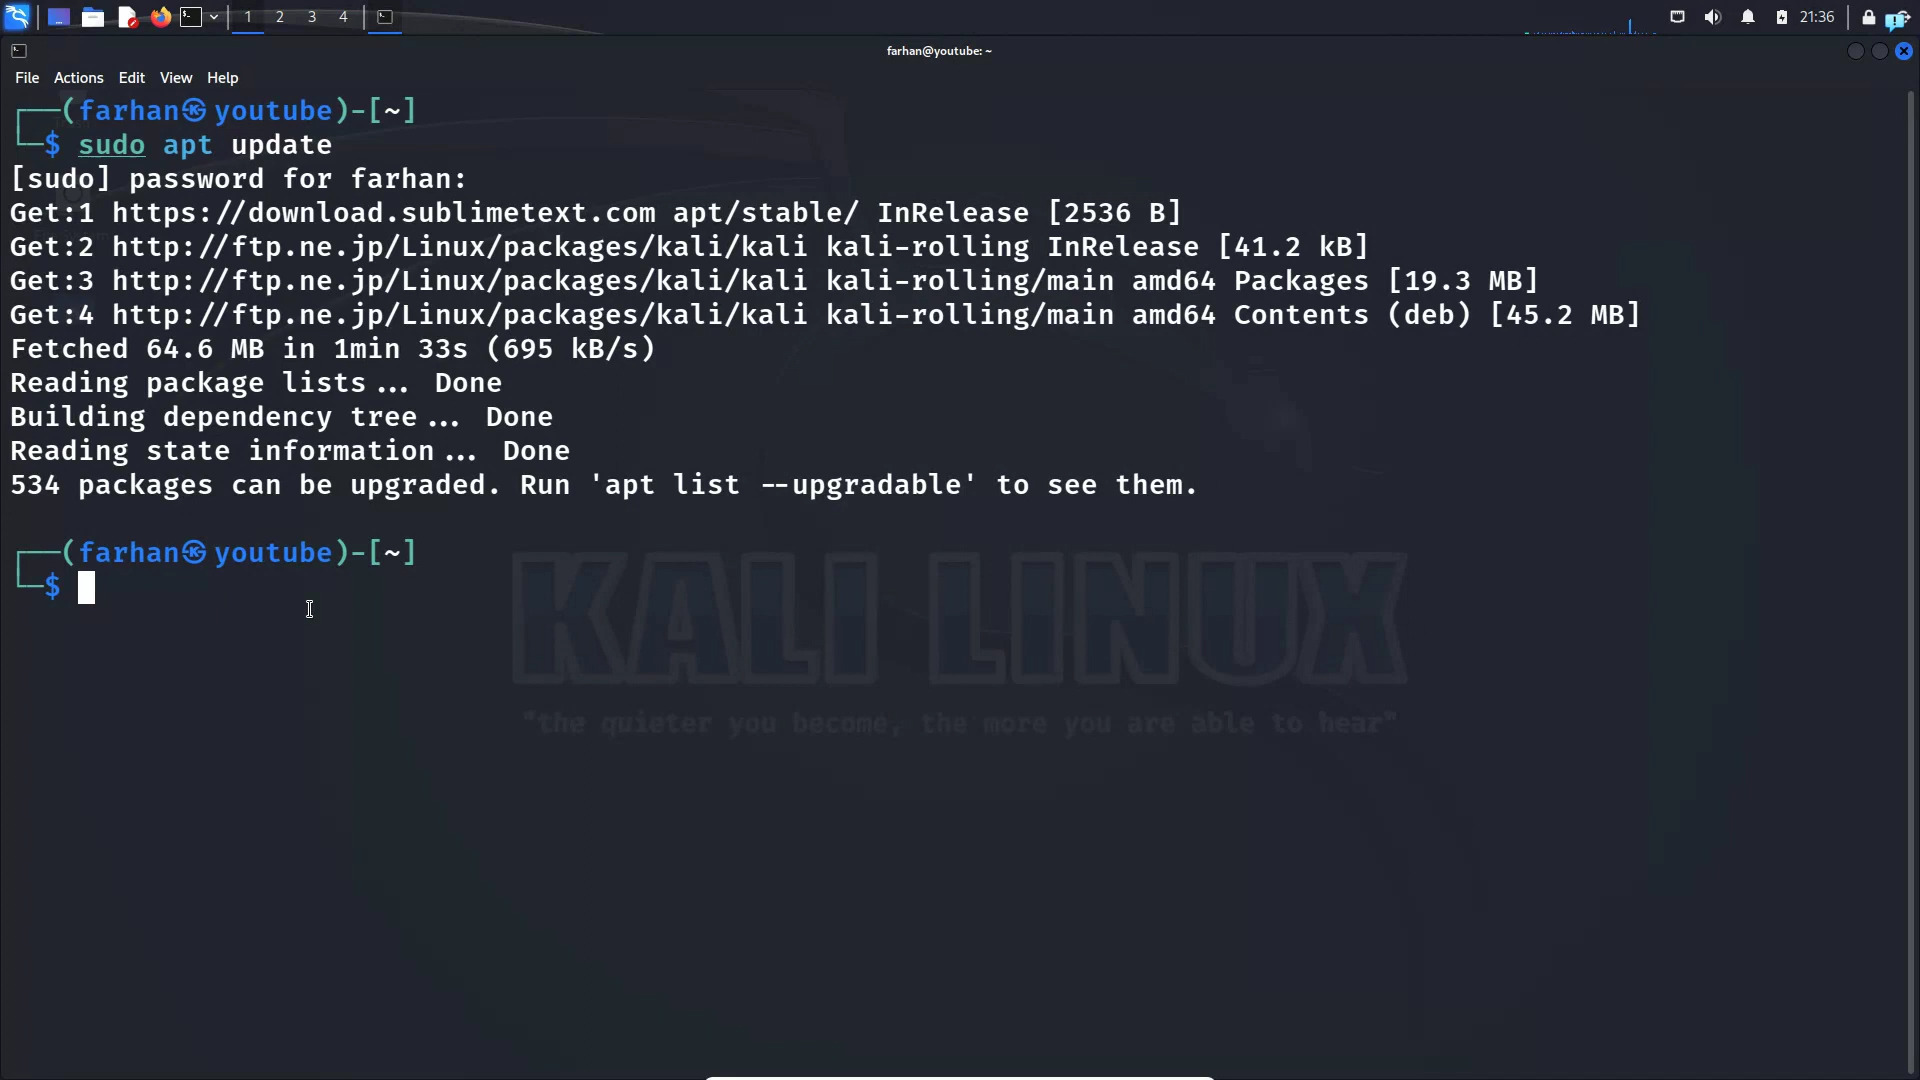 1 2 3 4 21:36
farhan@youtube: ~
File Actions Edit View Help
┌──(farhan㉿youtube)-[~]
└─$ sudo apt update
[sudo] password for farhan:
Get:1 https://download.sublimetext.com apt/stable/ InRelease [2536 B]
Get:2 http://ftp.ne.jp/Linux/packages/kali/kali kali-rolling InRelease [41.2 kB]
Get:3 http://ftp.ne.jp/Linux/packages/kali/kali kali-rolling/main amd64 Packages [19.3 MB]
Get:4 http://ftp.ne.jp/Linux/packages/kali/kali kali-rolling/main amd64 Contents (deb) [45.2 MB]
Fetched 64.6 MB in 1min 33s (695 kB/s)
Reading package lists... Done
Building dependency tree... Done
Reading state information... Done
534 packages can be upgraded. Run 'apt list --upgradable' to see them.
┌──(farhan㉿youtube)-[~]
└─$
KALI LINUX
"the quieter you become, the more you are able to hear"